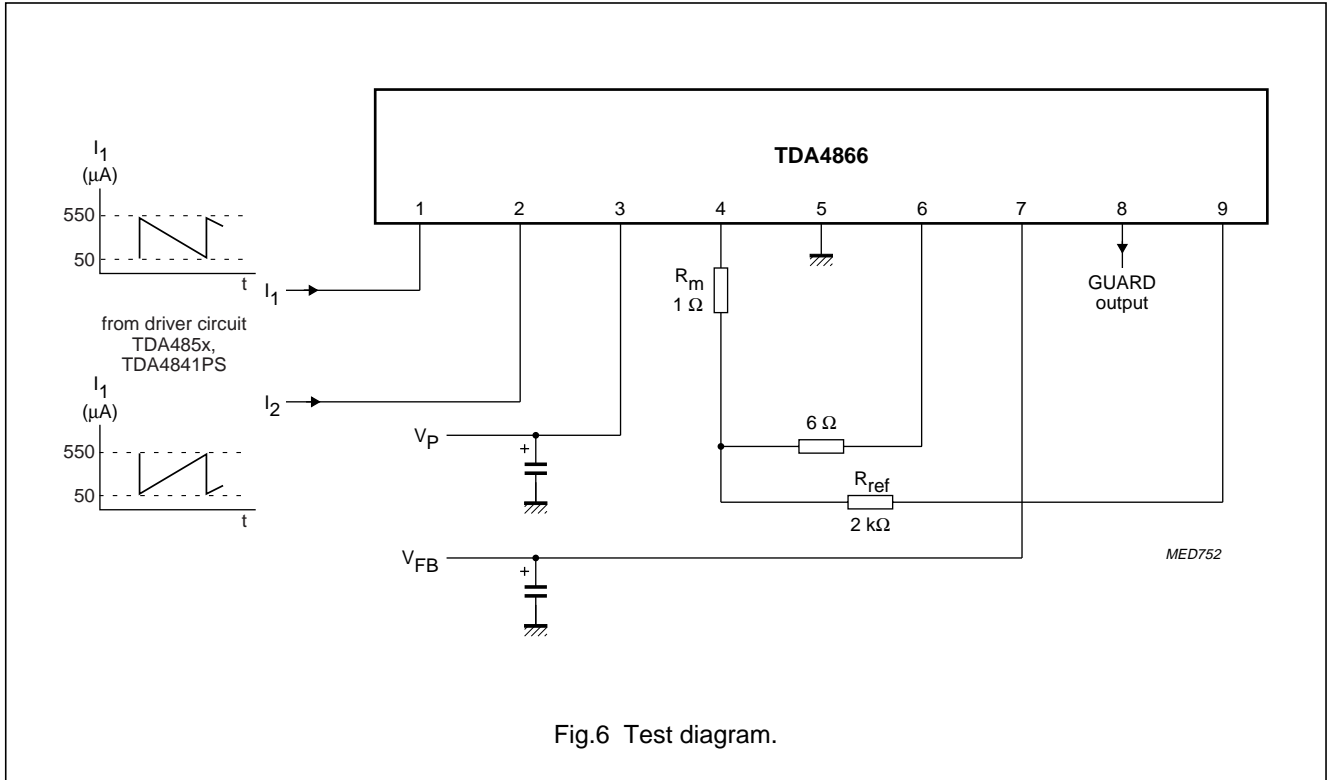 TDA4866
1 2 3 4 5 6 7 8 9
I1
(μA)
550
50
t
I1
from driver circuit
TDA485x,
TDA4841PS
I1
(μA)
550
50
t
I2
VP
+
VFB
+
Rm
1 Ω
6 Ω
Rref
2 kΩ
GUARD
output
MED752
Fig.6 Test diagram.